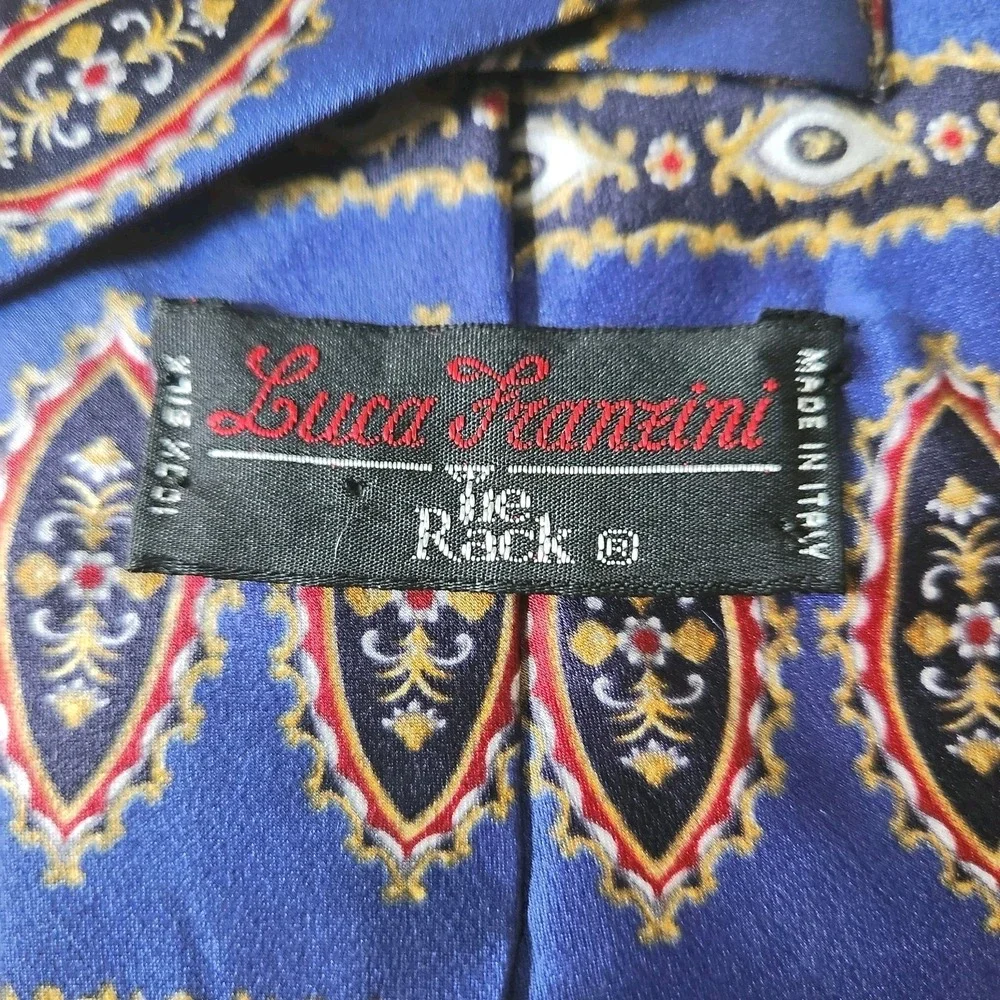 Luca Franzini
Tie
Rack ®
100% SILK
MADE IN ITALY